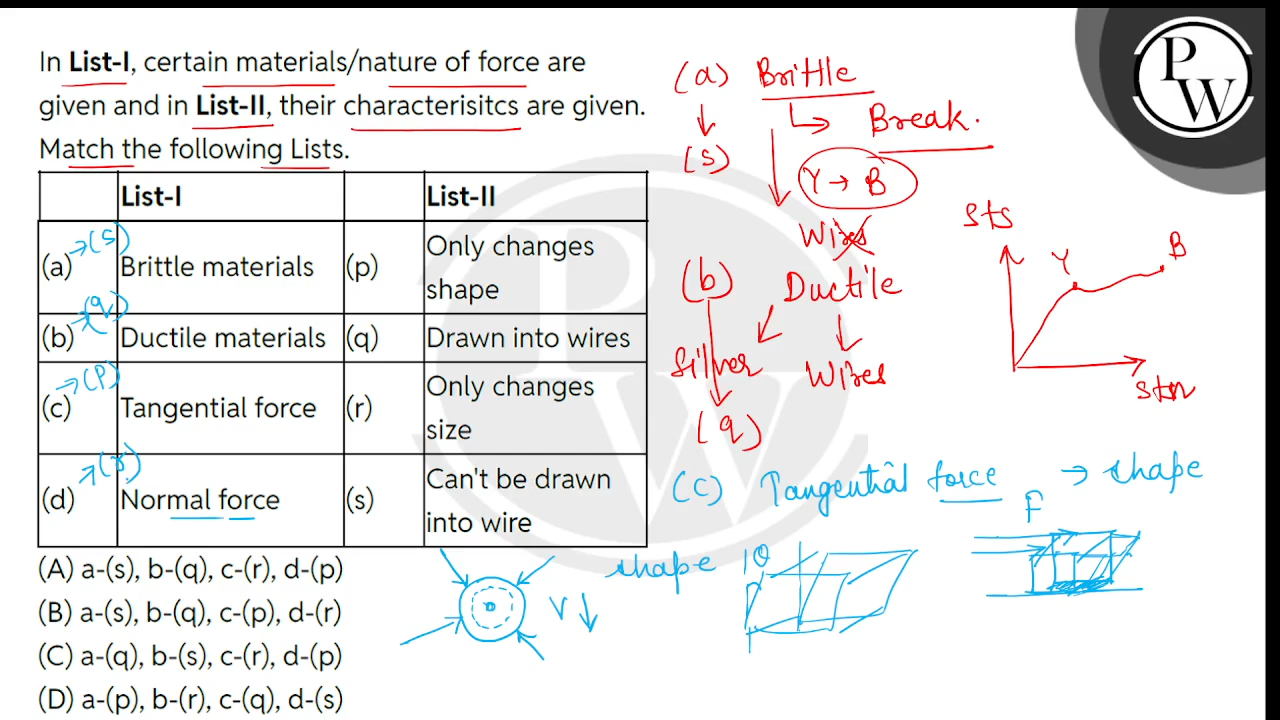 In List-I, certain materials/nature of force are
given and in List-II, their characterisitcs are given.
Match the following Lists.
List-I List-II
(a) →(s) Brittle materials (p) Only changes
shape
(b) →(q) Ductile materials (q) Drawn into wires
(c) →(p) Tangential force (r) Only changes
size
(d) →(r) Normal force (s) Can't be drawn
into wire
(A) a-(s), b-(q), c-(r), d-(p)
(B) a-(s), b-(q), c-(p), d-(r)
(C) a-(q), b-(s), c-(r), d-(p)
(D) a-(p), b-(r), c-(q), d-(s)
(a) Brittle
↓
(s)
↳ Break.
Y → B
Wires
(b) Ductile
Silver
Wires
(q)
sts
Y
B
stn
(c) Tangential force → shape
F
shape
θ
V ↓
P
W
P
W